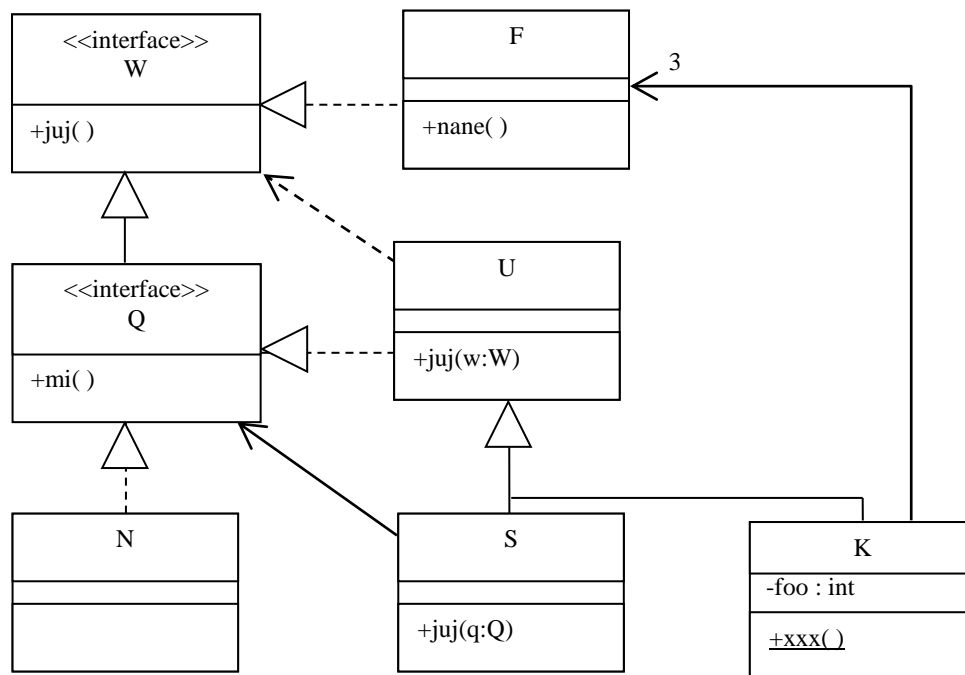 <<interface>>
W
+juj( )
F
+nane( )
3
<<interface>>
Q
+mi( )
U
+juj(w:W)
N
S
+juj(q:Q)
K
-foo : int
+xxx( )